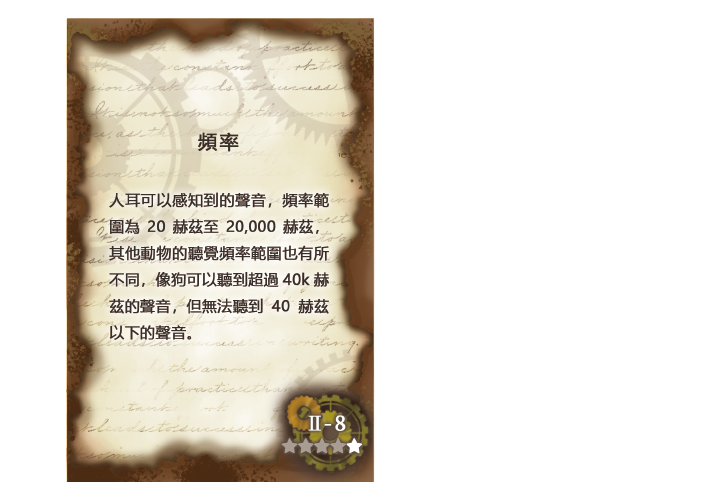 頻率
人耳可以感知到的聲音，頻率範
圍為 20 赫茲至 20,000 赫茲，
其他動物的聽覺頻率範圍也有所
不同，像狗可以聽到超過 40k 赫
茲的聲音，但無法聽到 40 赫茲
以下的聲音。
II-8